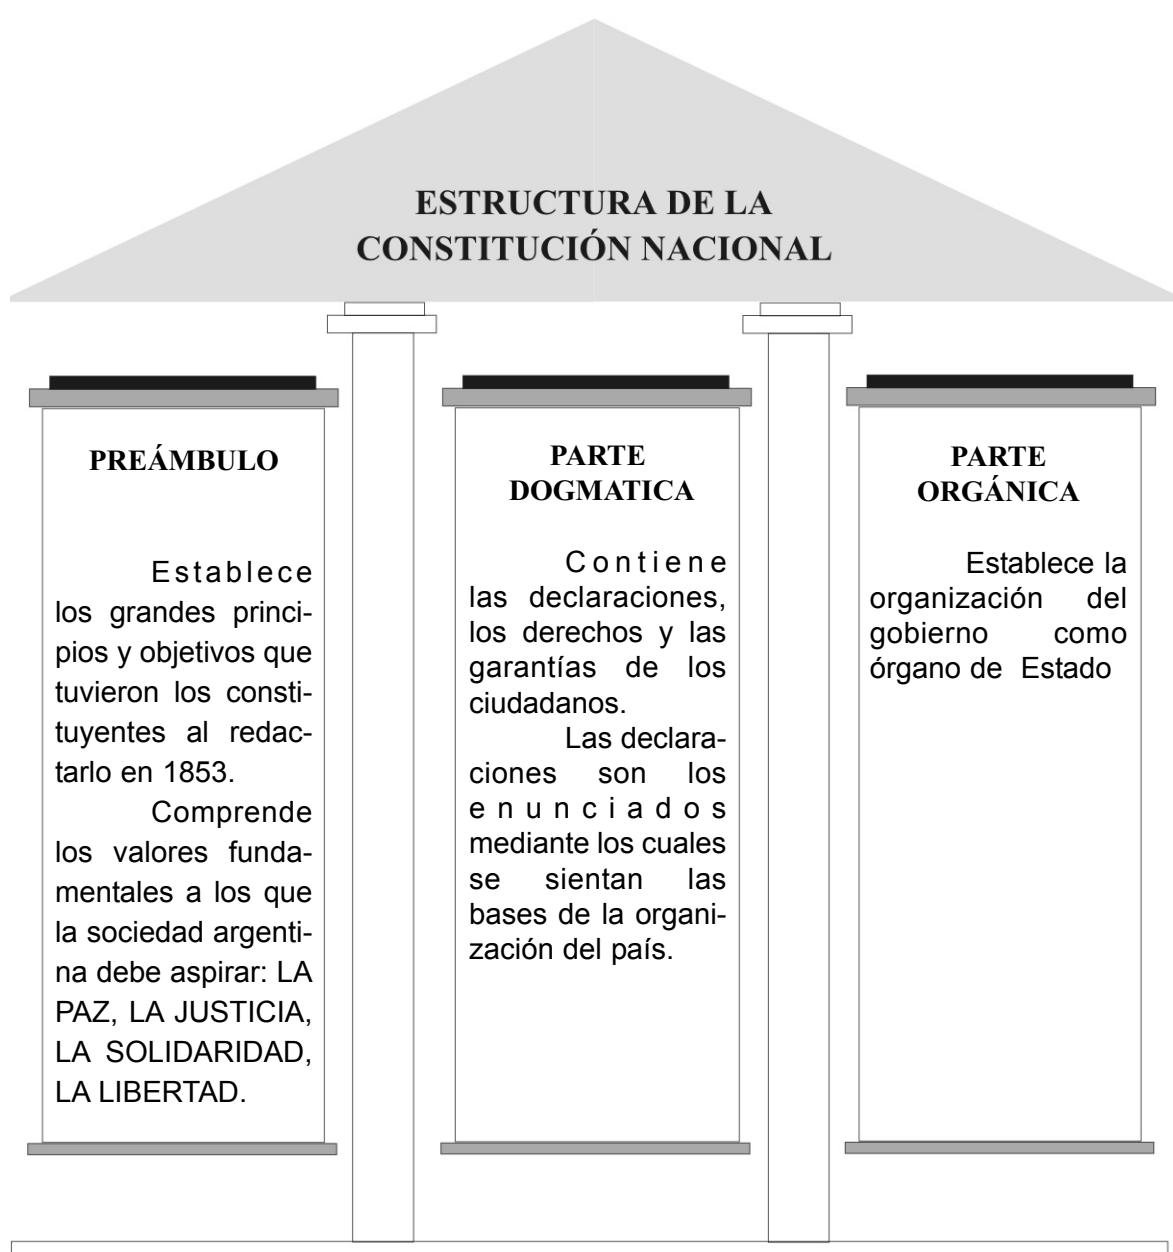 ESTRUCTURA DE LA
CONSTITUCIÓN NACIONAL
PREÁMBULO
Establece
los grandes princi-
pios y objetivos que
tuvieron los consti-
tuyentes al redac-
tarlo en 1853.
Comprende
los valores funda-
mentales a los que
la sociedad argenti-
na debe aspirar: LA
PAZ, LA JUSTICIA,
LA SOLIDARIDAD,
LA LIBERTAD.
PARTE
DOGMATICA
Contiene
las declaraciones,
los derechos y las
garantías de los
ciudadanos.
Las declara-
ciones son los
enunciados
mediante los cuales
se sientan las
bases de la organi-
zación del país.
PARTE
ORGÁNICA
Establece la
organización del
gobierno como
órgano de Estado